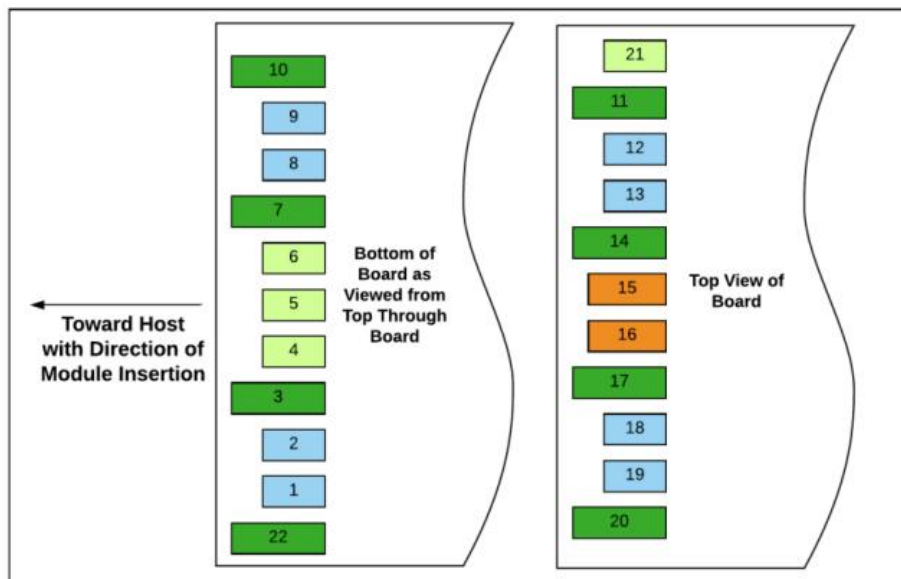 10
9
8
7
6
5
4
3
2
1
22
Bottom of
Board as
Viewed from
Top Through
Board
Toward Host
with Direction of
Module Insertion
21
11
12
13
14
15
16
17
18
19
20
Top View of
Board